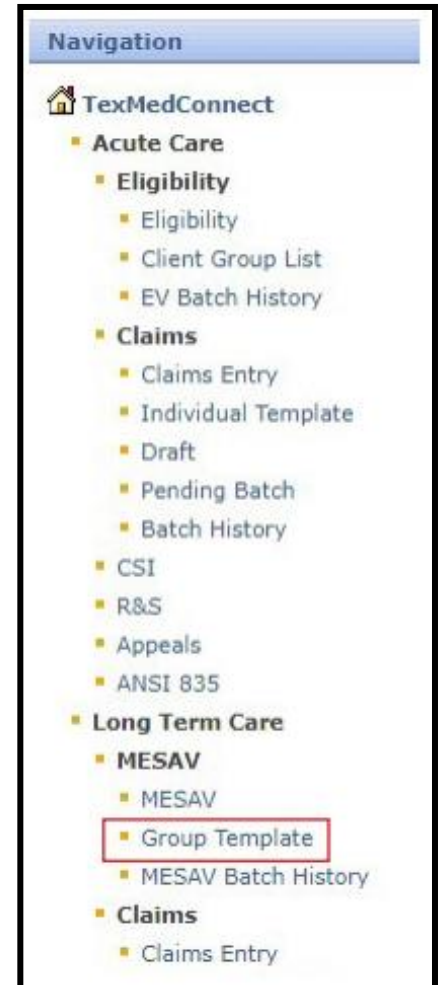 Navigation
TexMedConnect
Acute Care
Eligibility
Eligibility
Client Group List
EV Batch History
Claims
Claims Entry
Individual Template
Draft
Pending Batch
Batch History
CSI
R&S
Appeals
ANSI 835
Long Term Care
MESAV
MESAV
Group Template
MESAV Batch History
Claims
Claims Entry